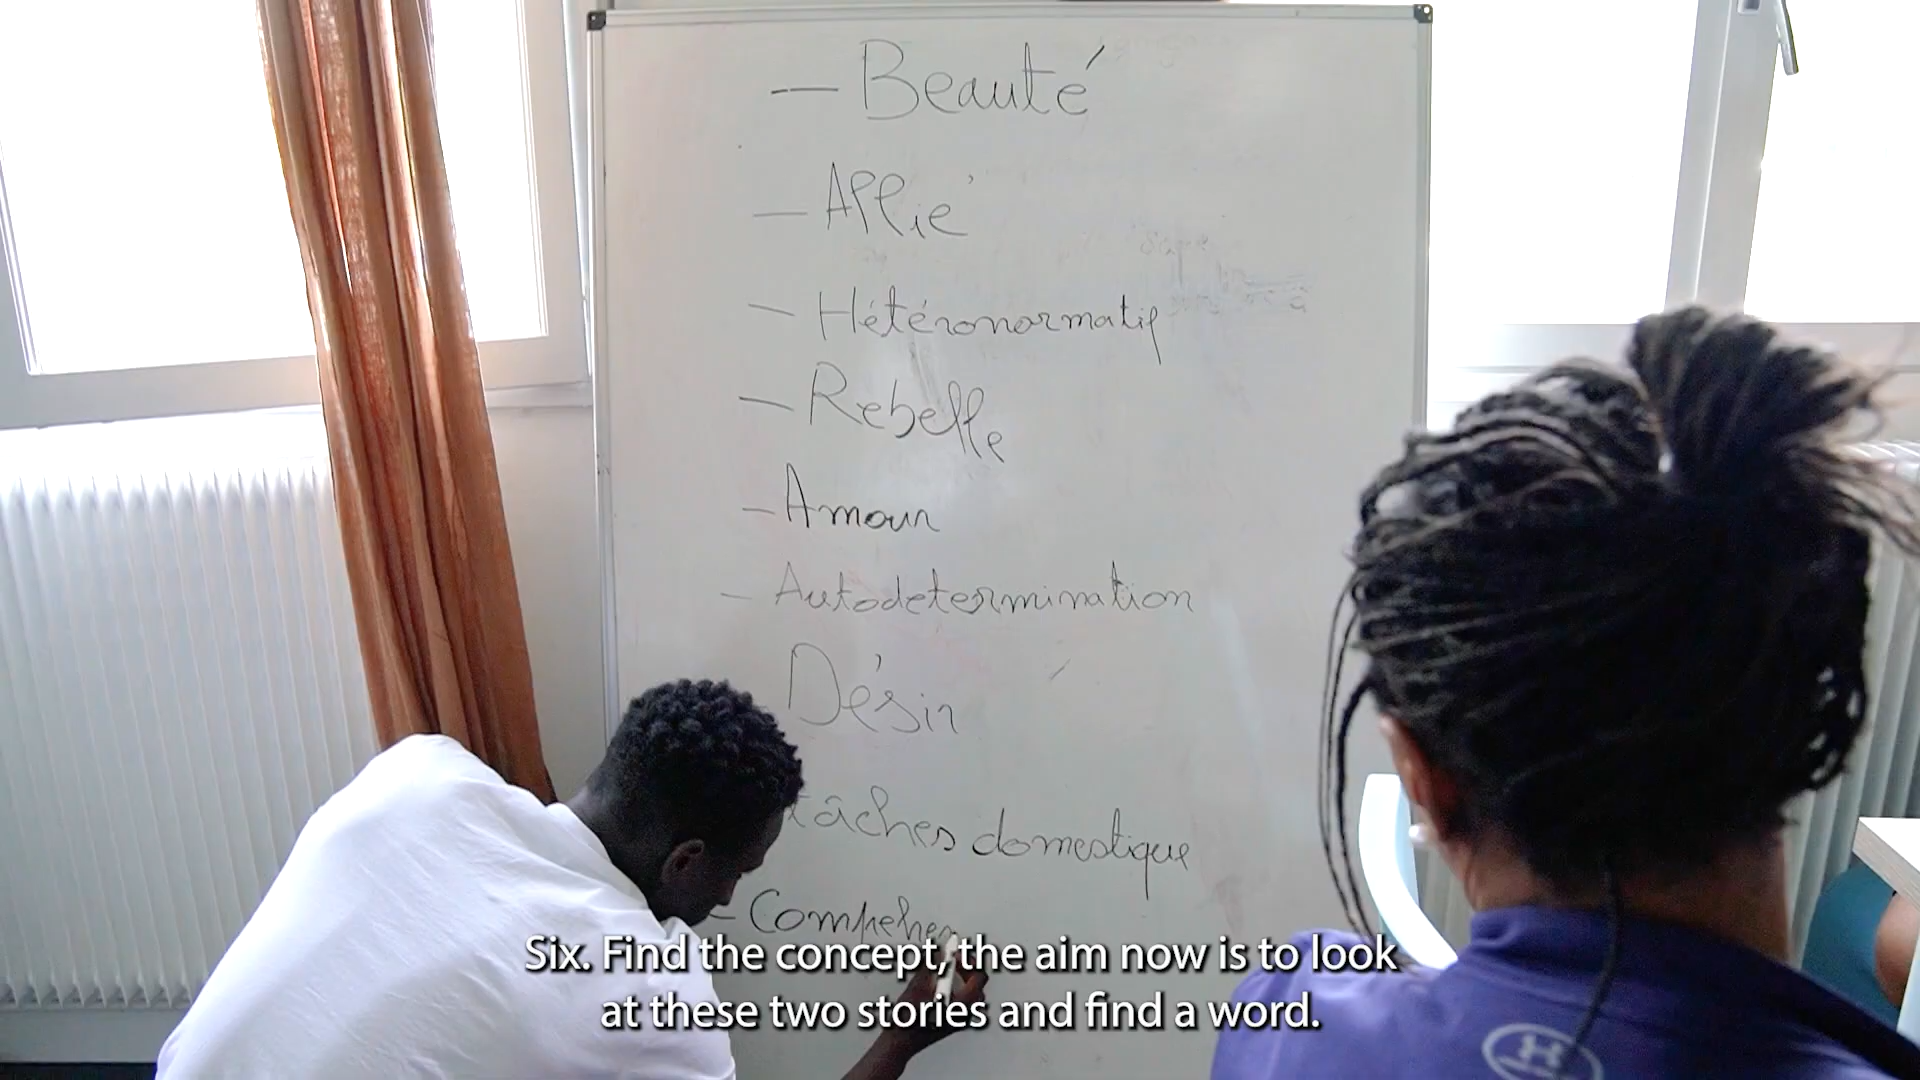 — Beauté
— Allié
— Hétéronormatif
— Rebelle
— Amour
— Autodetermination
Désir
tâches domestique
— Comprehen
Six. Find the concept, the aim now is to look
at these two stories and find a word.